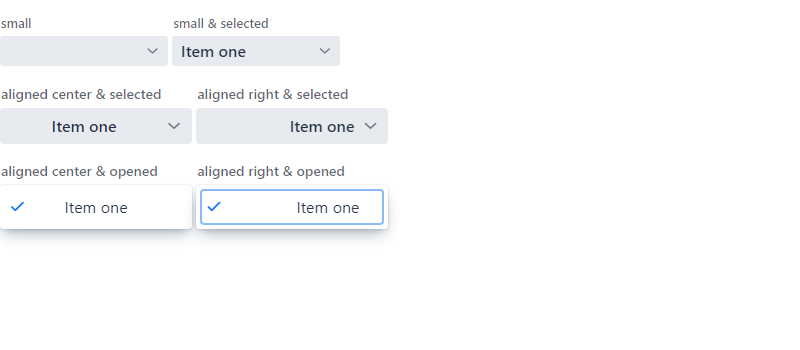 small
small & selected
Item one
aligned center & selected
aligned right & selected
Item one
Item one
aligned center & opened
aligned right & opened
Item one
Item one